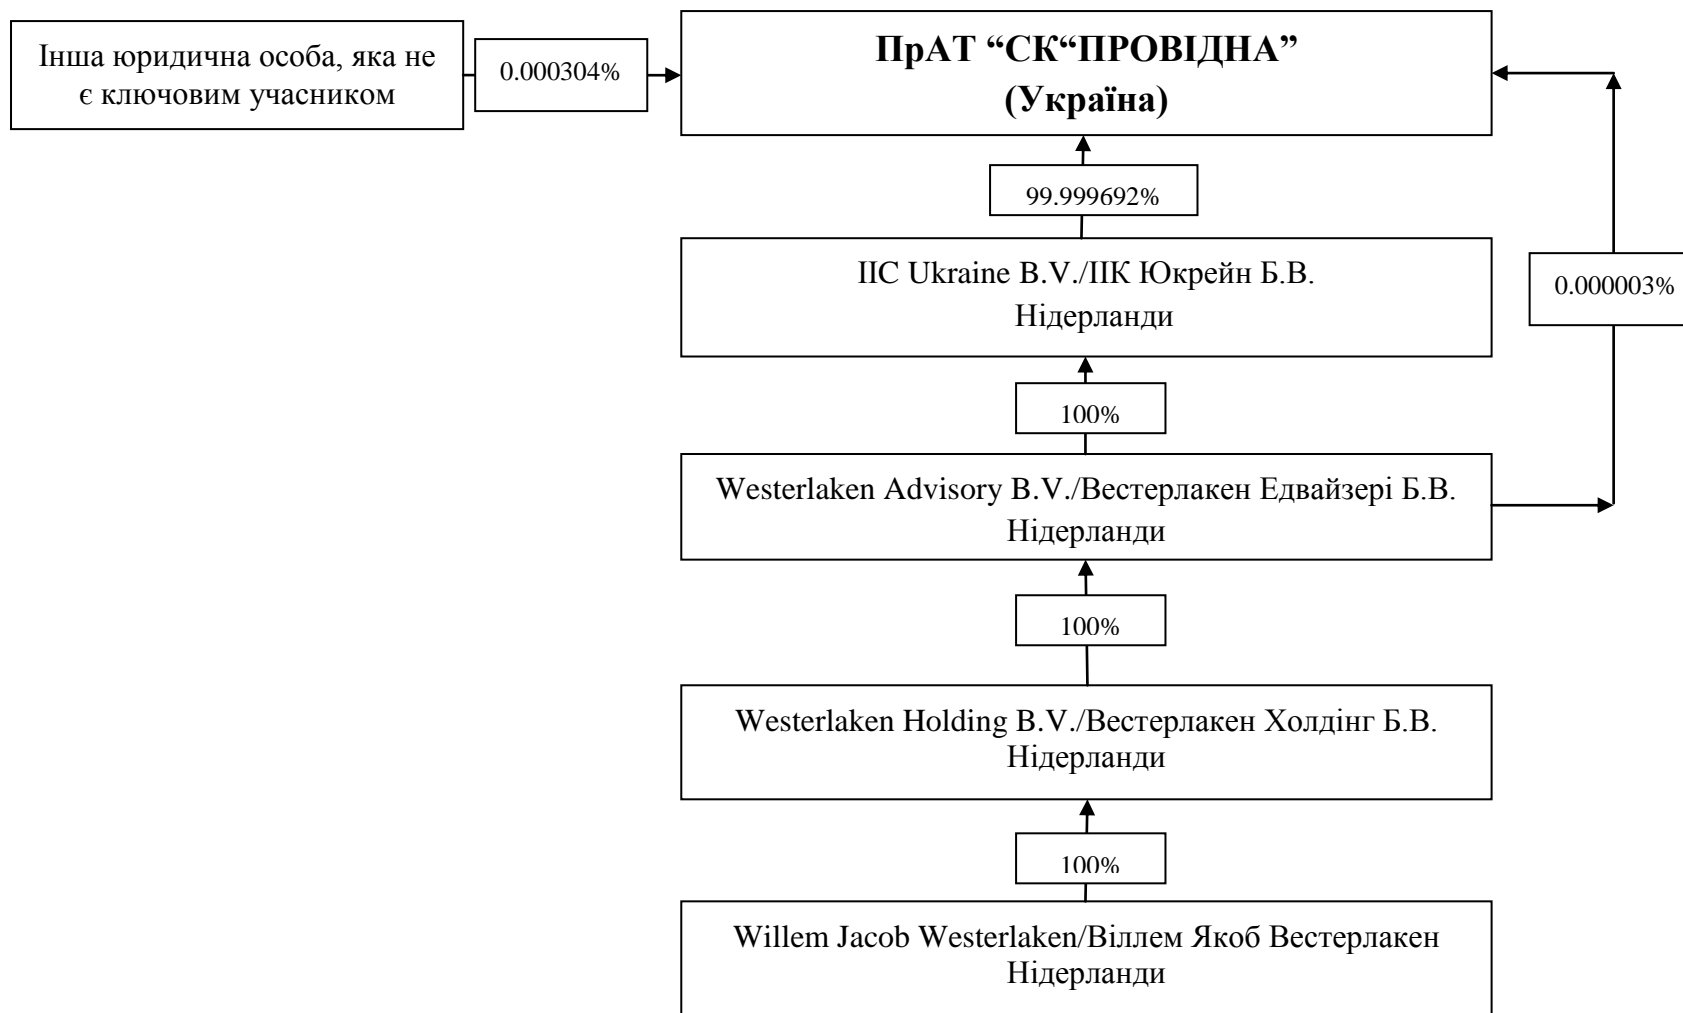 Інша юридична особа, яка не
є ключовим учасником
0.000304%
ПрАТ “СК“ПРОВІДНА”
(Україна)
99.999692%
IIC Ukraine B.V./ІІК Юкрейн Б.В.
Нідерланди
0.000003%
100%
Westerlaken Advisory B.V./Вестерлакен Едвайзері Б.В.
Нідерланди
100%
Westerlaken Holding B.V./Вестерлакен Холдінг Б.В.
Нідерланди
100%
Willem Jacob Westerlaken/Віллем Якоб Вестерлакен
Нідерланди